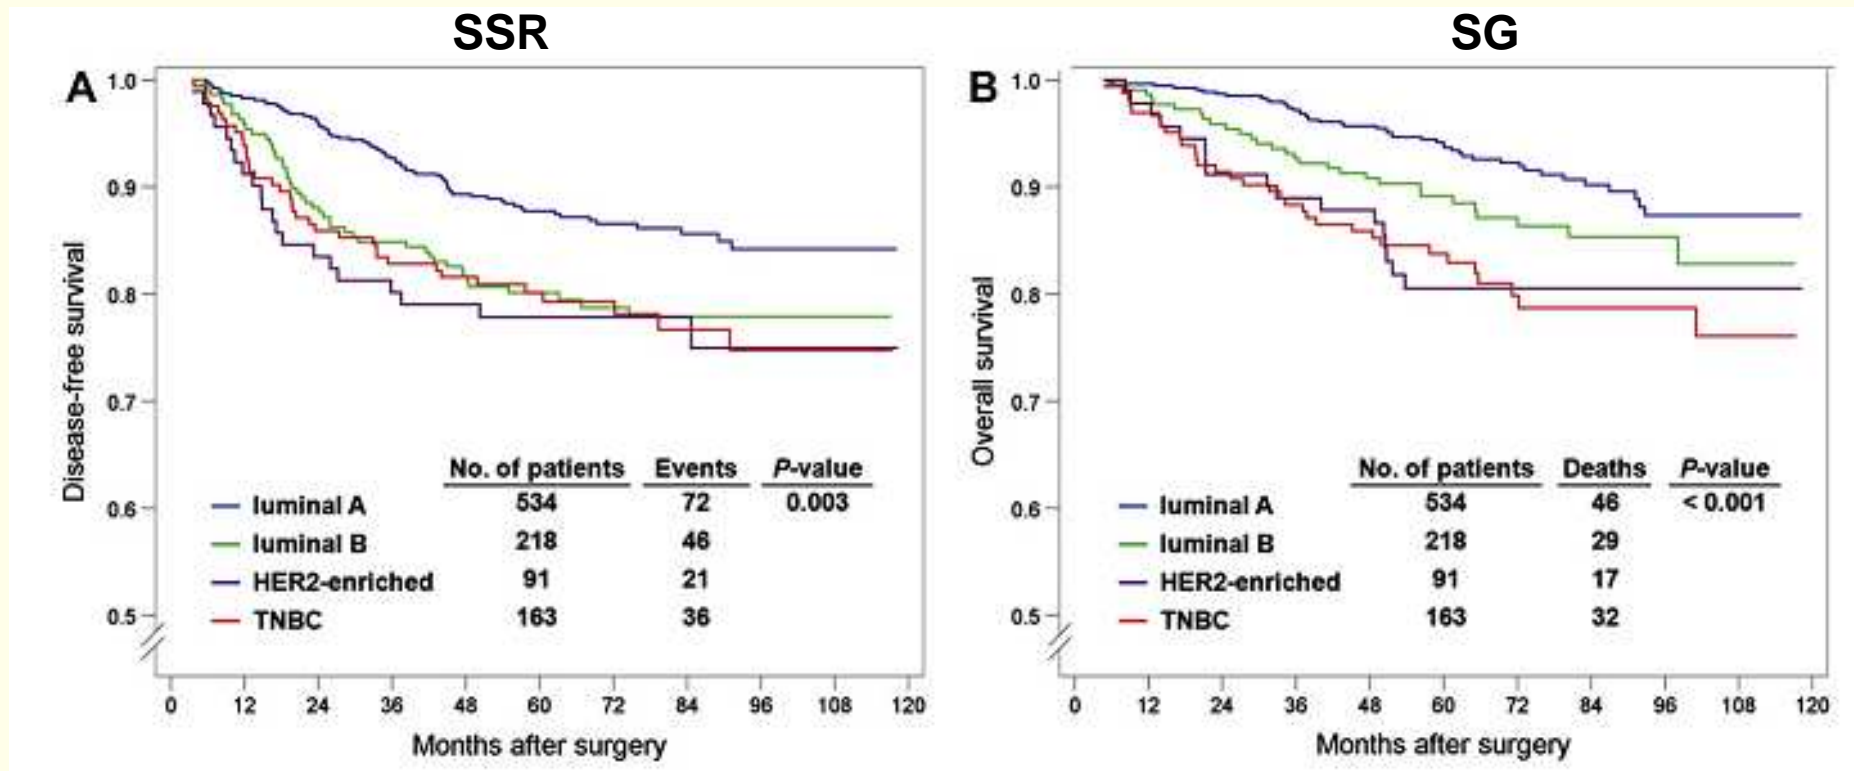 SSR
A
Disease-free survival
1.0
0.9
0.8
0.7
0.6
0.5
No. of patients Events P-value
luminal A 534 72 0.003
luminal B 218 46
HER2-enriched 91 21
TNBC 163 36
0 12 24 36 48 60 72 84 96 108 120
Months after surgery
SG
B
Overall survival
1.0
0.9
0.8
0.7
0.6
0.5
No. of patients Deaths P-value
luminal A 534 46 < 0.001
luminal B 218 29
HER2-enriched 91 17
TNBC 163 32
0 12 24 36 48 60 72 84 96 108 120
Months after surgery